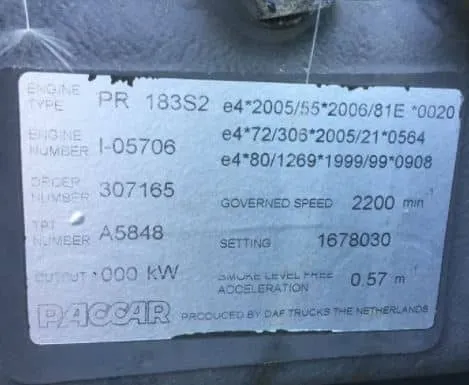 ENGINE TYPE PR 183S2 e4*2005/55*2006/81E *0020
e4*72/306*2005/21*0564
ENGINE NUMBER I-05706
e4*80/1269*1999/99*0908
ORDER NUMBER 307165
GOVERNED SPEED 2200 min⁻¹
NUMBER A5848
SETTING 1678030
OUTPUT 000 kW
SMOKE LEVEL FREE ACCELERATION 0.57 m⁻¹
PACCAR PRODUCED BY DAF TRUCKS THE NETHERLANDS